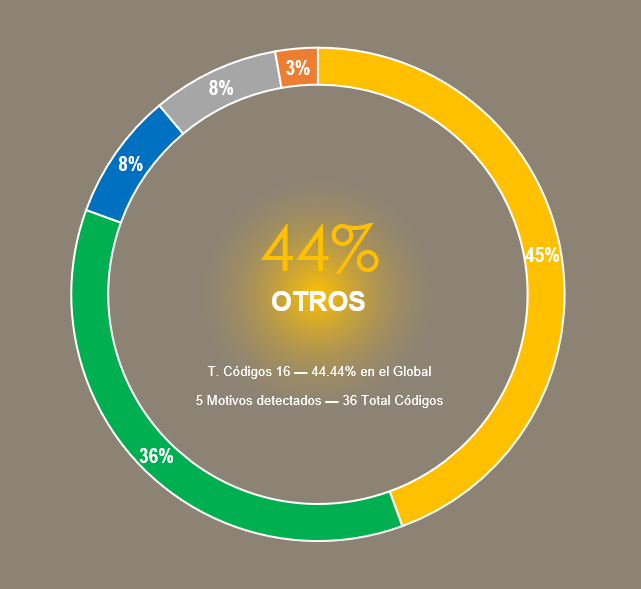 3%
8%
8%
44%
45%
OTROS
T. Códigos 16 — 44.44% en el Global
5 Motivos detectados — 36 Total Códigos
36%